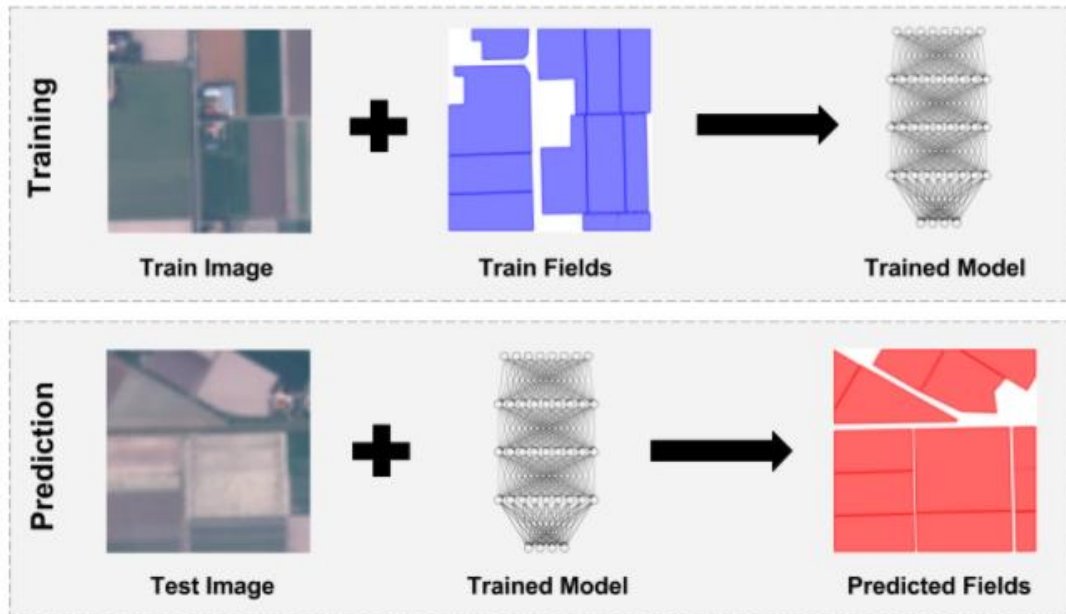 Training
Train Image
Train Fields
Trained Model
Prediction
Test Image
Trained Model
Predicted Fields